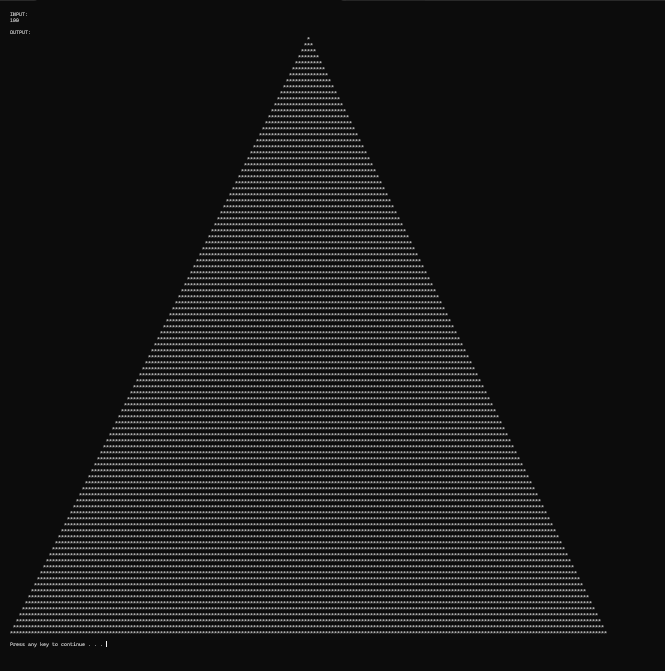 INPUT:
100
OUTPUT:
Press any key to continue . . .